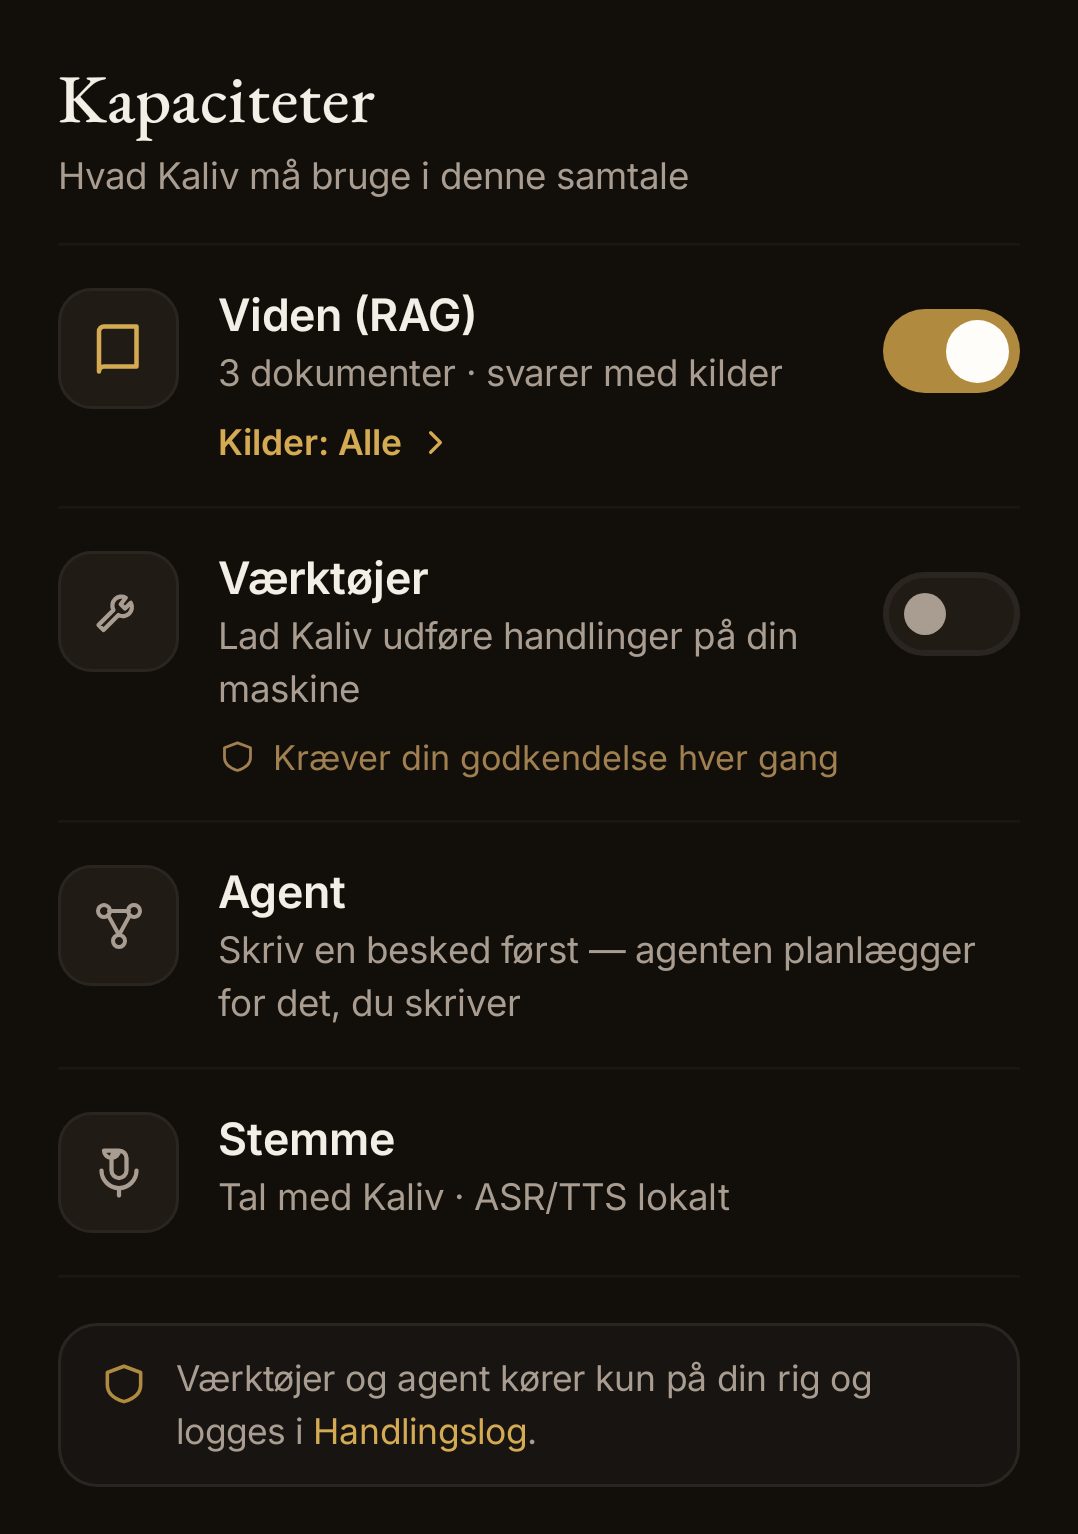 Kapaciteter
Hvad Kaliv må bruge i denne samtale
Viden (RAG)
3 dokumenter · svarer med kilder
Kilder: Alle
Værktøjer
Lad Kaliv udføre handlinger på din
maskine
Kræver din godkendelse hver gang
Agent
Skriv en besked først — agenten planlægger
for det, du skriver
Stemme
Tal med Kaliv · ASR/TTS lokalt
Værktøjer og agent kører kun på din rig og
logges i Handlingslog.